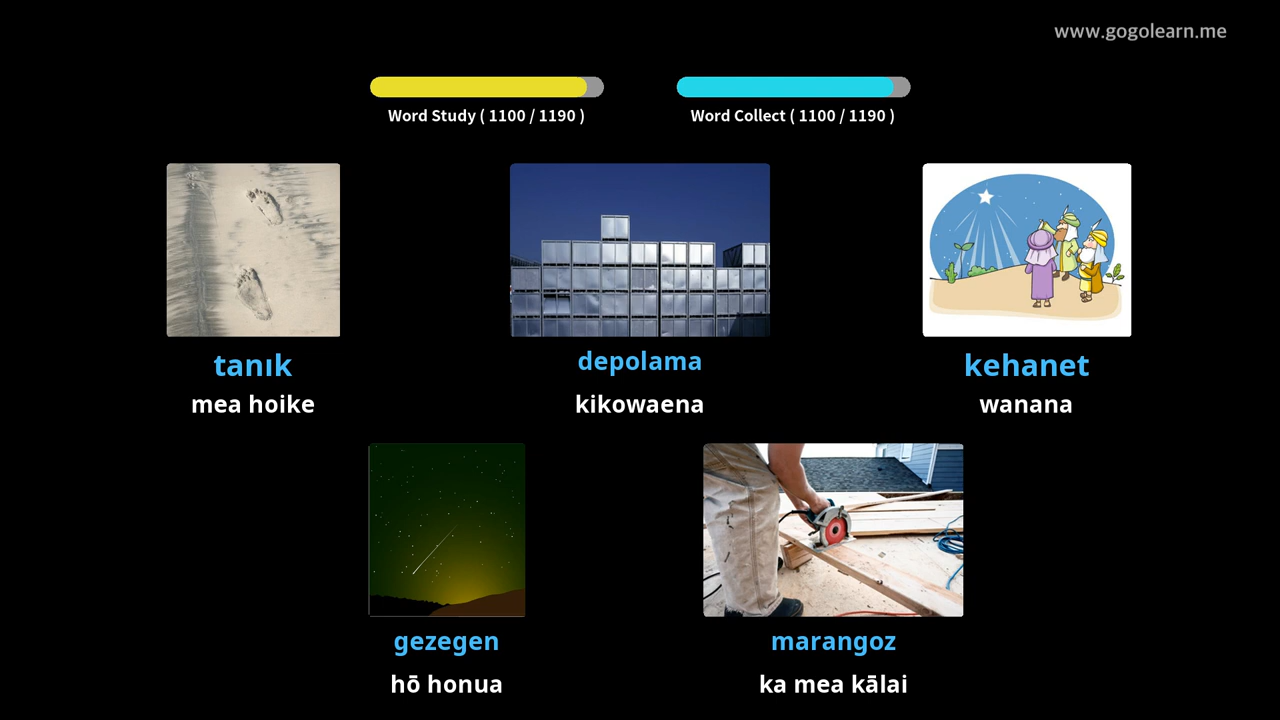 www.gogolearn.me
Word Study ( 1100 / 1190 )
Word Collect ( 1100 / 1190 )
tanık
mea hoike
depolama
kikowaena
kehanet
wanana
gezegen
hō honua
marangoz
ka mea kālai